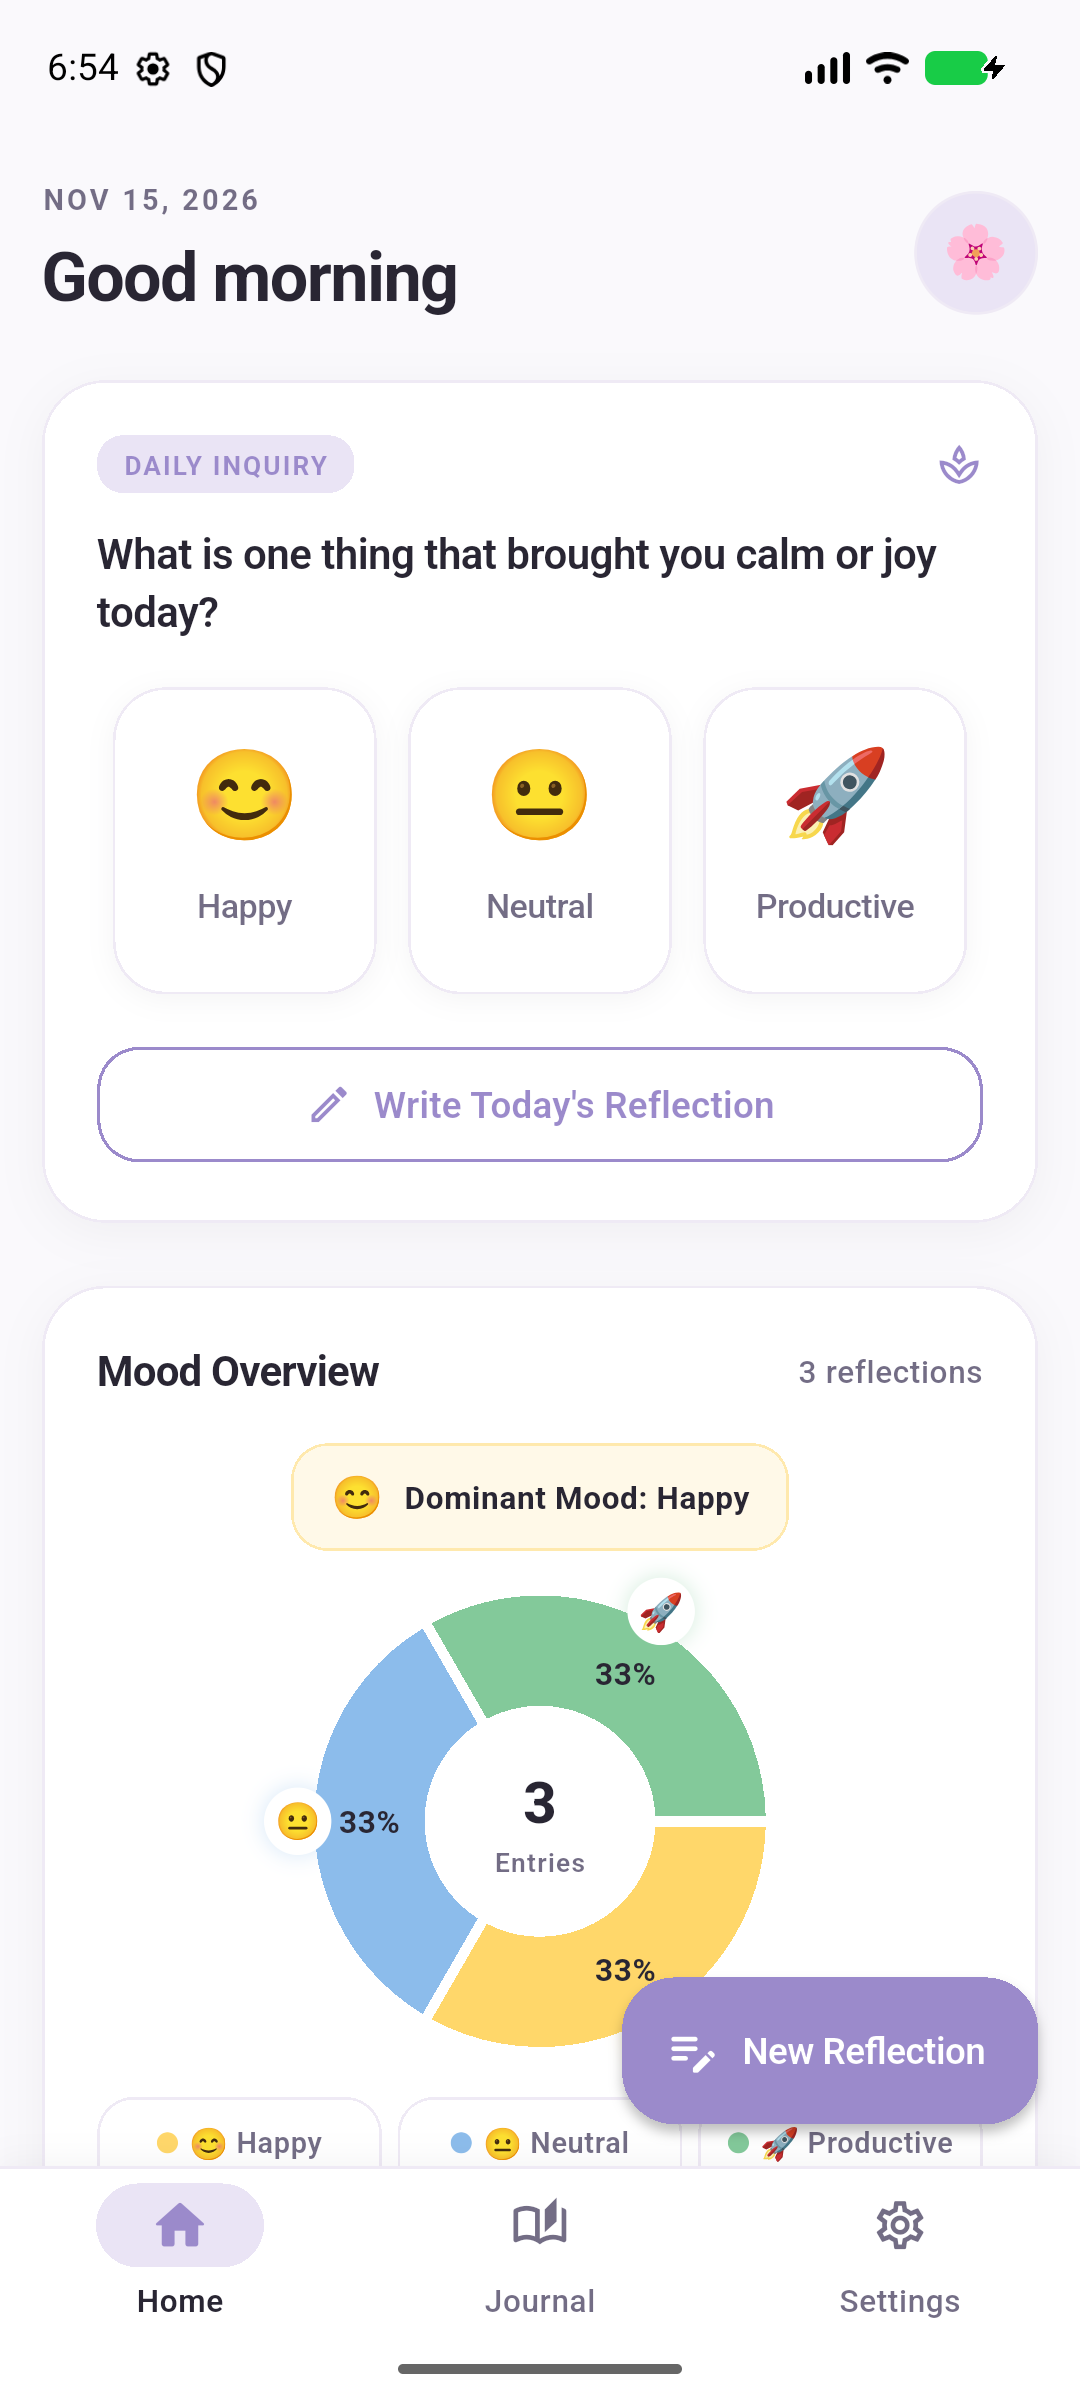 6:54
NOV 15, 2026
Good morning
DAILY INQUIRY
What is one thing that brought you calm or joy
today?
Happy
Neutral
Productive
Write Today's Reflection
Mood Overview
3 reflections
Dominant Mood: Happy
33%
33%
3
Entries
33%
New Reflection
Happy
Neutral
Productive
Home
Journal
Settings